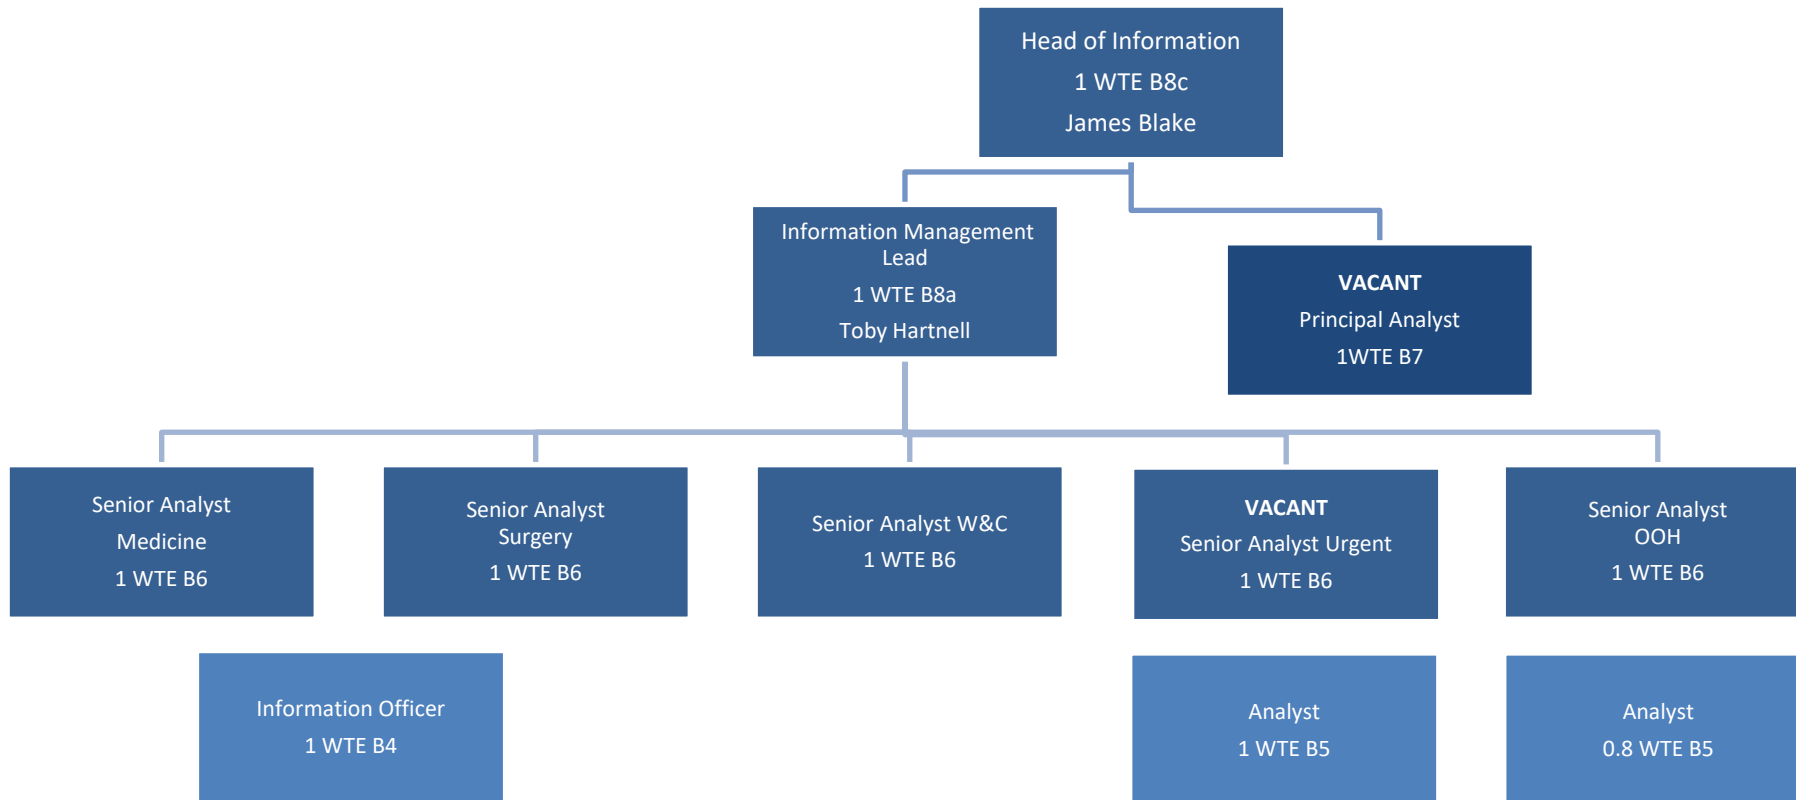 Head of Information
1 WTE B8c
James Blake
Information Management
Lead
1 WTE B8a
Toby Hartnell
VACANT
Principal Analyst
1WTE B7
Senior Analyst
Medicine
1 WTE B6
Senior Analyst
Surgery
1 WTE B6
Senior Analyst W&C
1 WTE B6
VACANT
Senior Analyst Urgent
1 WTE B6
Senior Analyst
OOH
1 WTE B6
Information Officer
1 WTE B4
Analyst
1 WTE B5
Analyst
0.8 WTE B5